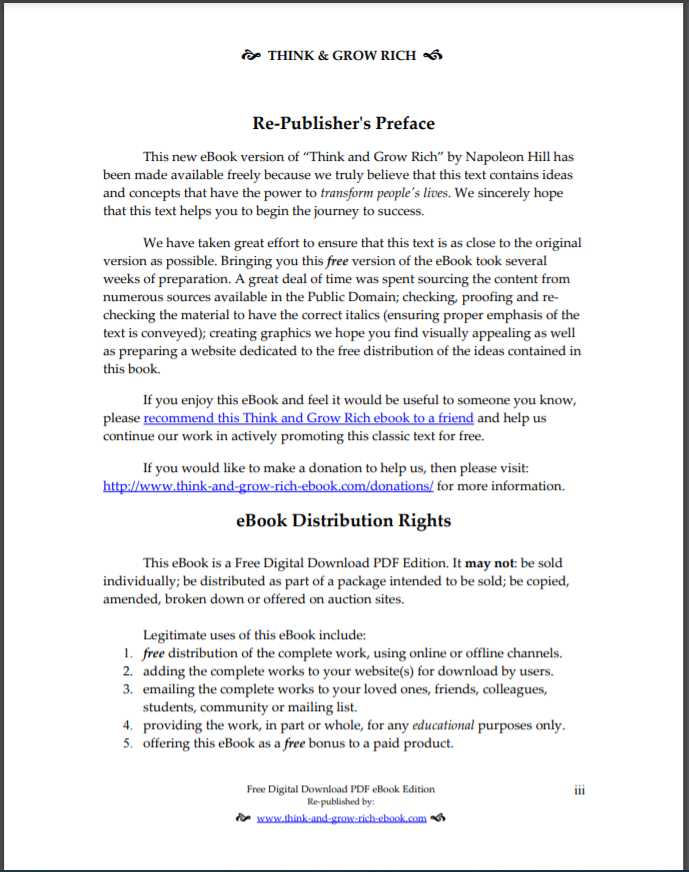 THINK & GROW RICH
Re-Publisher's Preface
This new eBook version of “Think and Grow Rich” by Napoleon Hill has
been made available freely because we truly believe that this text contains ideas
and concepts that have the power to transform people's lives. We sincerely hope
that this text helps you to begin the journey to success.
We have taken great effort to ensure that this text is as close to the original
version as possible. Bringing you this free version of the eBook took several
weeks of preparation. A great deal of time was spent sourcing the content from
numerous sources available in the Public Domain; checking, proofing and re-
checking the material to have the correct italics (ensuring proper emphasis of the
text is conveyed); creating graphics we hope you find visually appealing as well
as preparing a website dedicated to the free distribution of the ideas contained in
this book.
If you enjoy this eBook and feel it would be useful to someone you know,
please recommend this Think and Grow Rich ebook to a friend and help us
continue our work in actively promoting this classic text for free.
If you would like to make a donation to help us, then please visit:
http://www.think-and-grow-rich-ebook.com/donations/ for more information.
eBook Distribution Rights
This eBook is a Free Digital Download PDF Edition. It may not: be sold
individually; be distributed as part of a package intended to be sold; be copied,
amended, broken down or offered on auction sites.
Legitimate uses of this eBook include:
1. free distribution of the complete work, using online or offline channels.
2. adding the complete works to your website(s) for download by users.
3. emailing the complete works to your loved ones, friends, colleagues,
students, community or mailing list.
4. providing the work, in part or whole, for any educational purposes only.
5. offering this eBook as a free bonus to a paid product.
Free Digital Download PDF eBook Edition iii
Re-published by:
www.think-and-grow-rich-ebook.com